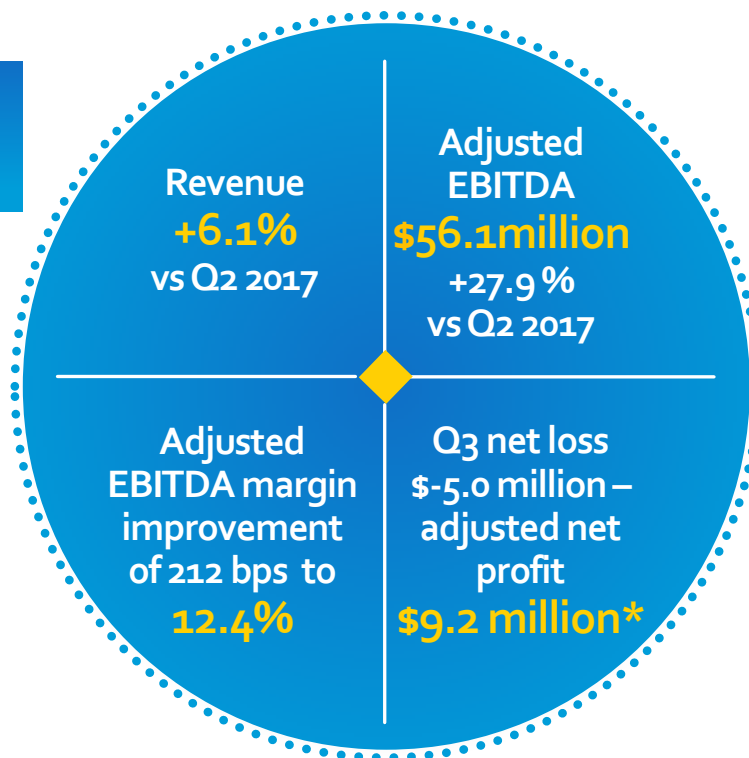 Revenue
+6.1%
vs Q2 2017
Adjusted
EBITDA
$56.1million
+27.9 %
vs Q2 2017
Adjusted
EBITDA margin
improvement
of 212 bps to
12.4%
Q3 net loss
$-5.0 million –
adjusted net
profit
$9.2 million*